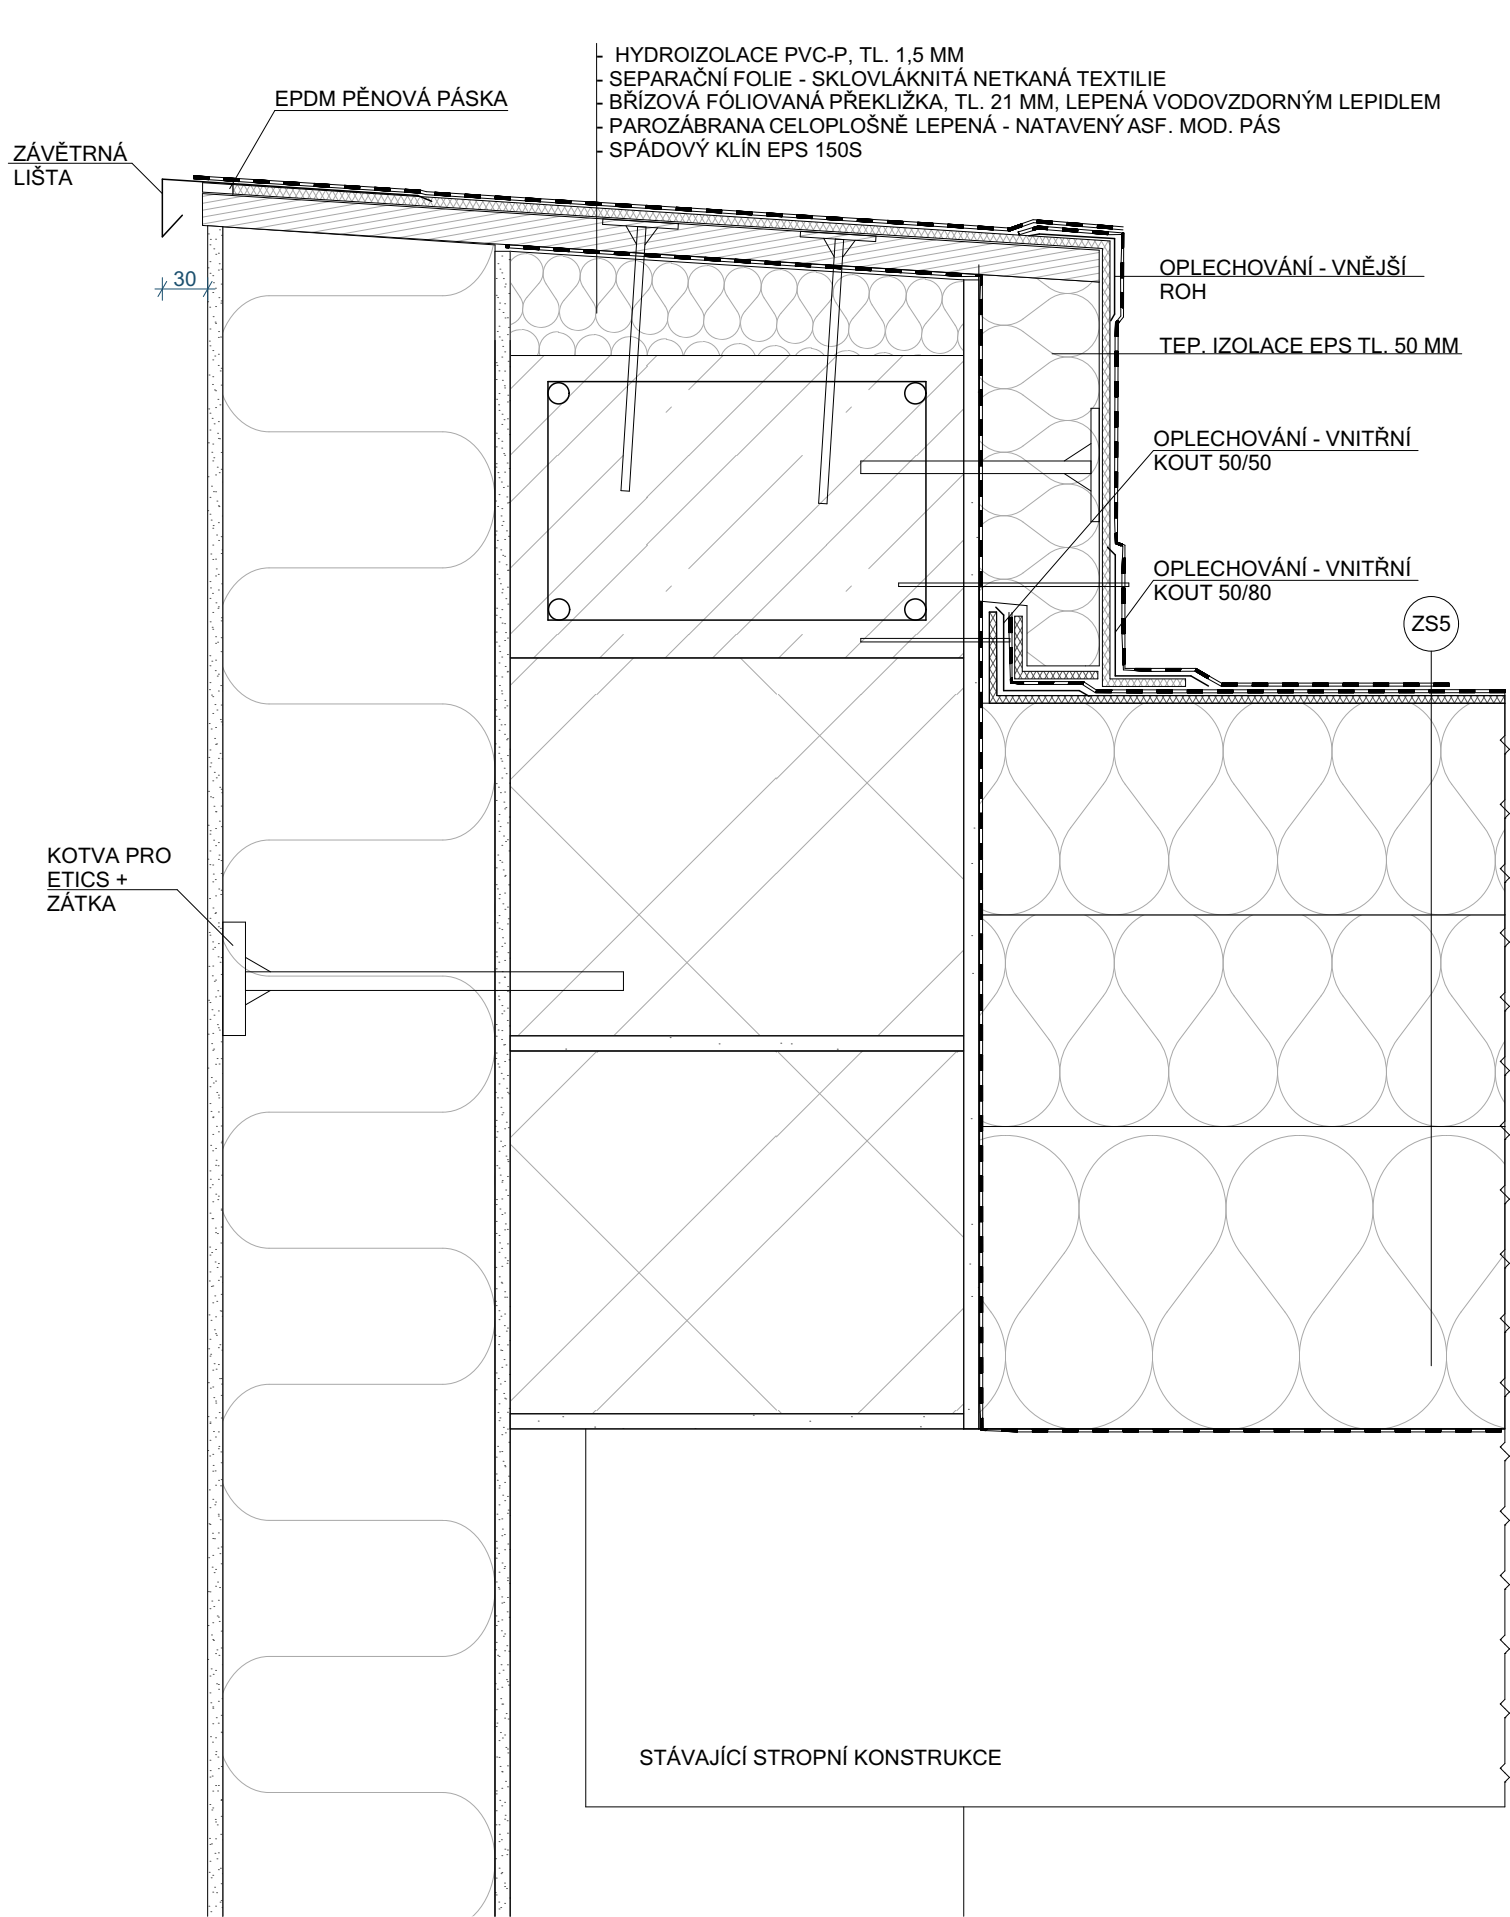 HYDROIZOLACE PVC-P, TL. 1,5 MM
SEPARAČNÍ FOLIE - SKLOVLÁKNITÁ NETKANÁ TEXTILIE
BŘÍZOVÁ FÓLIOVANÁ PŘEKLIŽKA, TL. 21 MM, LEPENÁ VODOVZDORNÝM LEPIDLEM
PAROZÁBRANA CELOPLOŠNĚ LEPENÁ - NATAVENÝ ASF. MOD. PÁS
SPÁDOVÝ KLÍN EPS 150S
EPDM PĚNOVÁ PÁSKA
ZÁVĚTRNÁ
LIŠTA
30
OPLECHOVÁNÍ - VNĚJŠÍ
ROH
TEP. IZOLACE EPS TL. 50 MM
OPLECHOVÁNÍ - VNITŘNÍ
KOUT 50/50
OPLECHOVÁNÍ - VNITŘNÍ
KOUT 50/80
ZS5
KOTVA PRO
ETICS +
ZÁTKA
STÁVAJÍCÍ STROPNÍ KONSTRUKCE